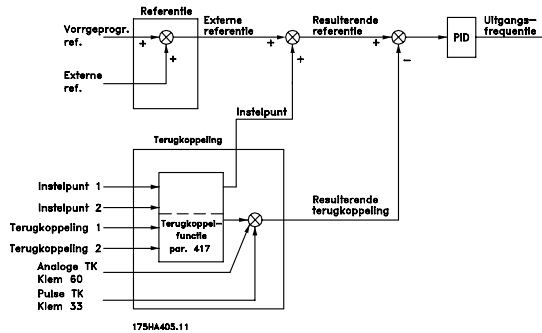 Referentie
Vorrgeprogr.
ref.
+
+
Externe
ref.
Externe
referentie
+
+
Resulterende
referentie
+
−
PID
Uitgangs−
frequentie
Instelpunt
Terugkoppeling
Instelpunt 1
Instelpunt 2
Terugkoppeling 1
Terugkoppeling 2
Terugkoppel−
functie
par. 417
Resulterende
terugkoppeling
Analoge TK
Klem 60
Pulse TK
Klem 33
175HA405.11